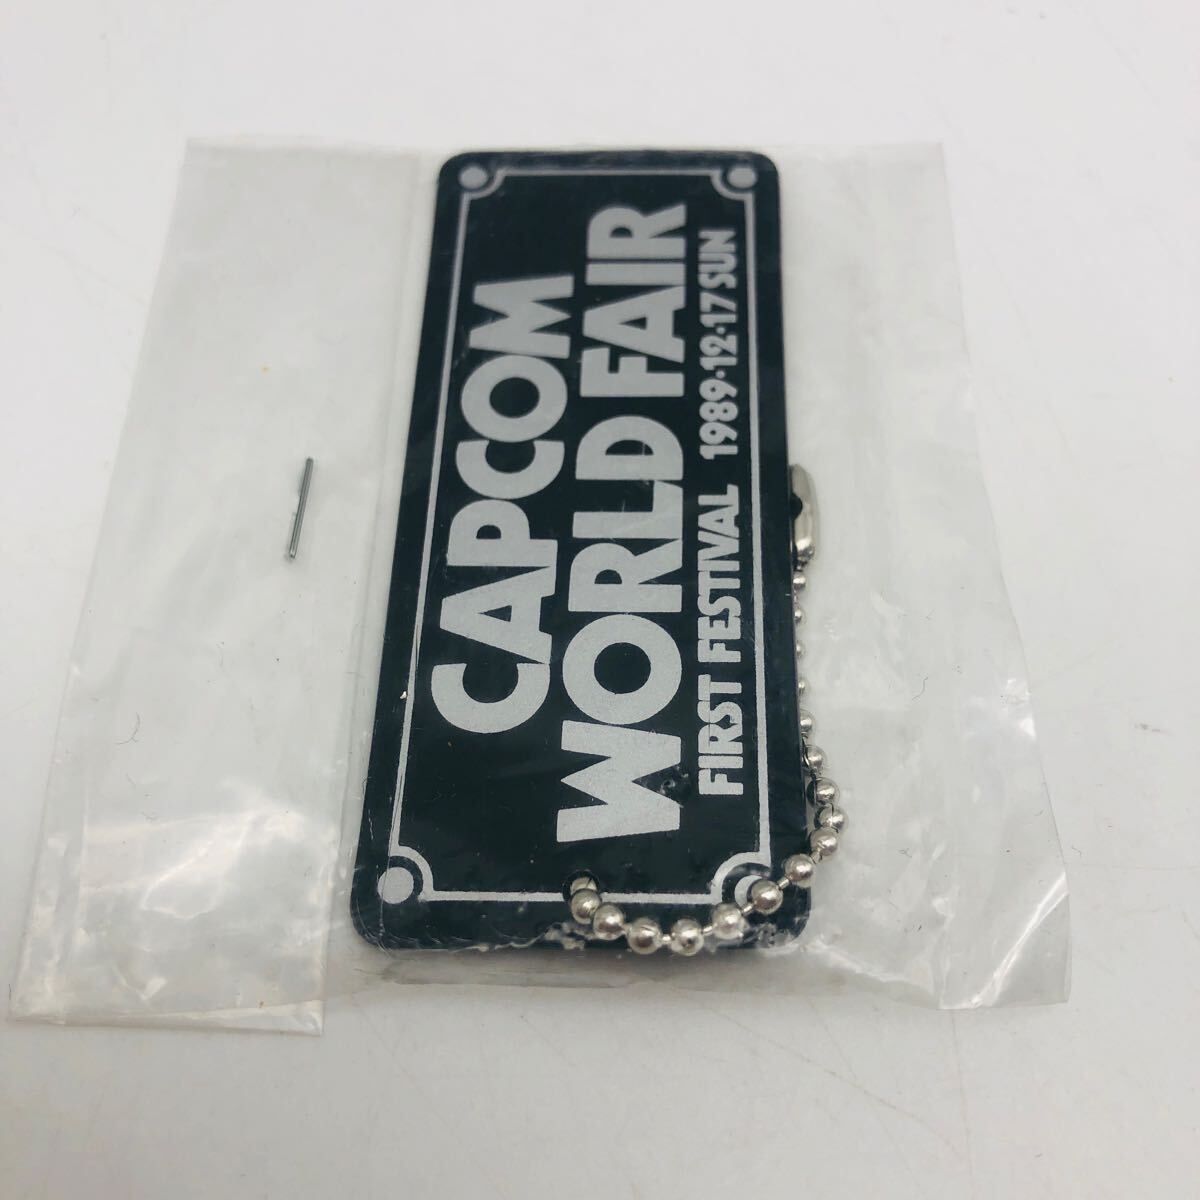 CAPCOM
WORLD FAIR
FIRST FESTIVAL 1989·12·17 SUN